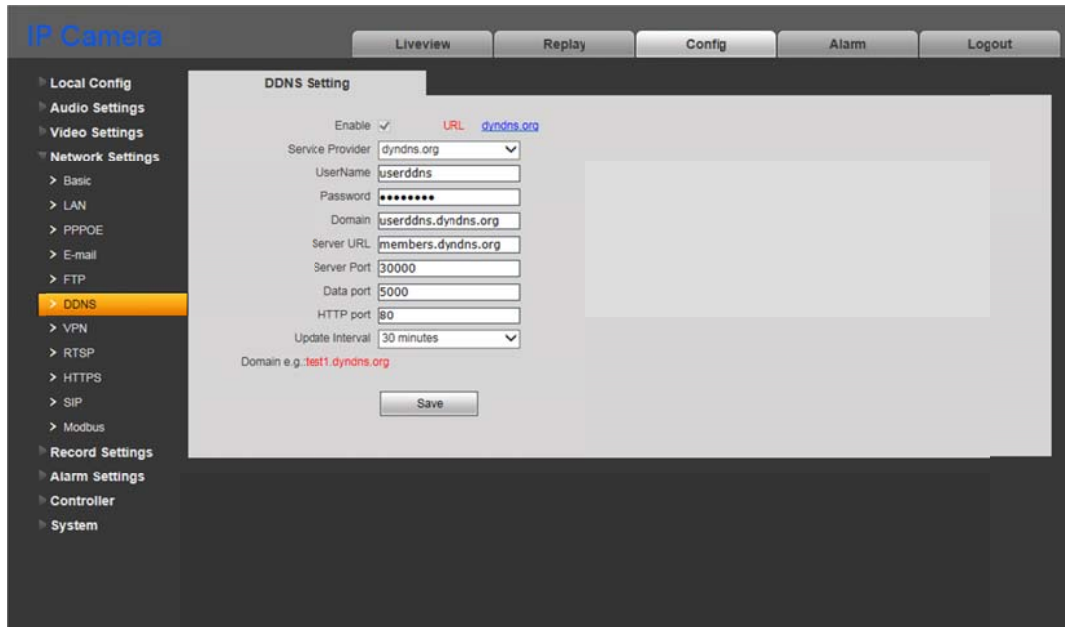 IP Camera
Liveview Replay Config Alarm Logout
Local Config
Audio Settings
Video Settings
Network Settings
> Basic
> LAN
> PPPOE
> E-mail
> FTP
> DDNS
> VPN
> RTSP
> HTTPS
> SIP
> Modbus
Record Settings
Alarm Settings
Controller
System
DDNS Setting
Enable URL dyndns.org
Service Provider dyndns.org
UserName userddns
Password ••••••••
Domain userddns.dyndns.org
Server URL members.dyndns.org
Server Port 30000
Data port 5000
HTTP port 80
Update Interval 30 minutes
Domain e.g.:test1.dyndns.org
Save